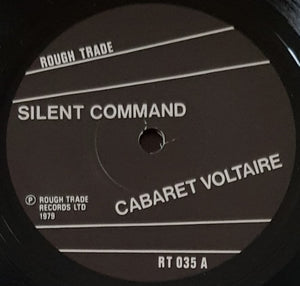 ROUGH TRADE
SILENT COMMAND
CABARET VOLTAIRE
Ⓟ ROUGH TRADE
RECORDS LTD
1979
RT 035 A